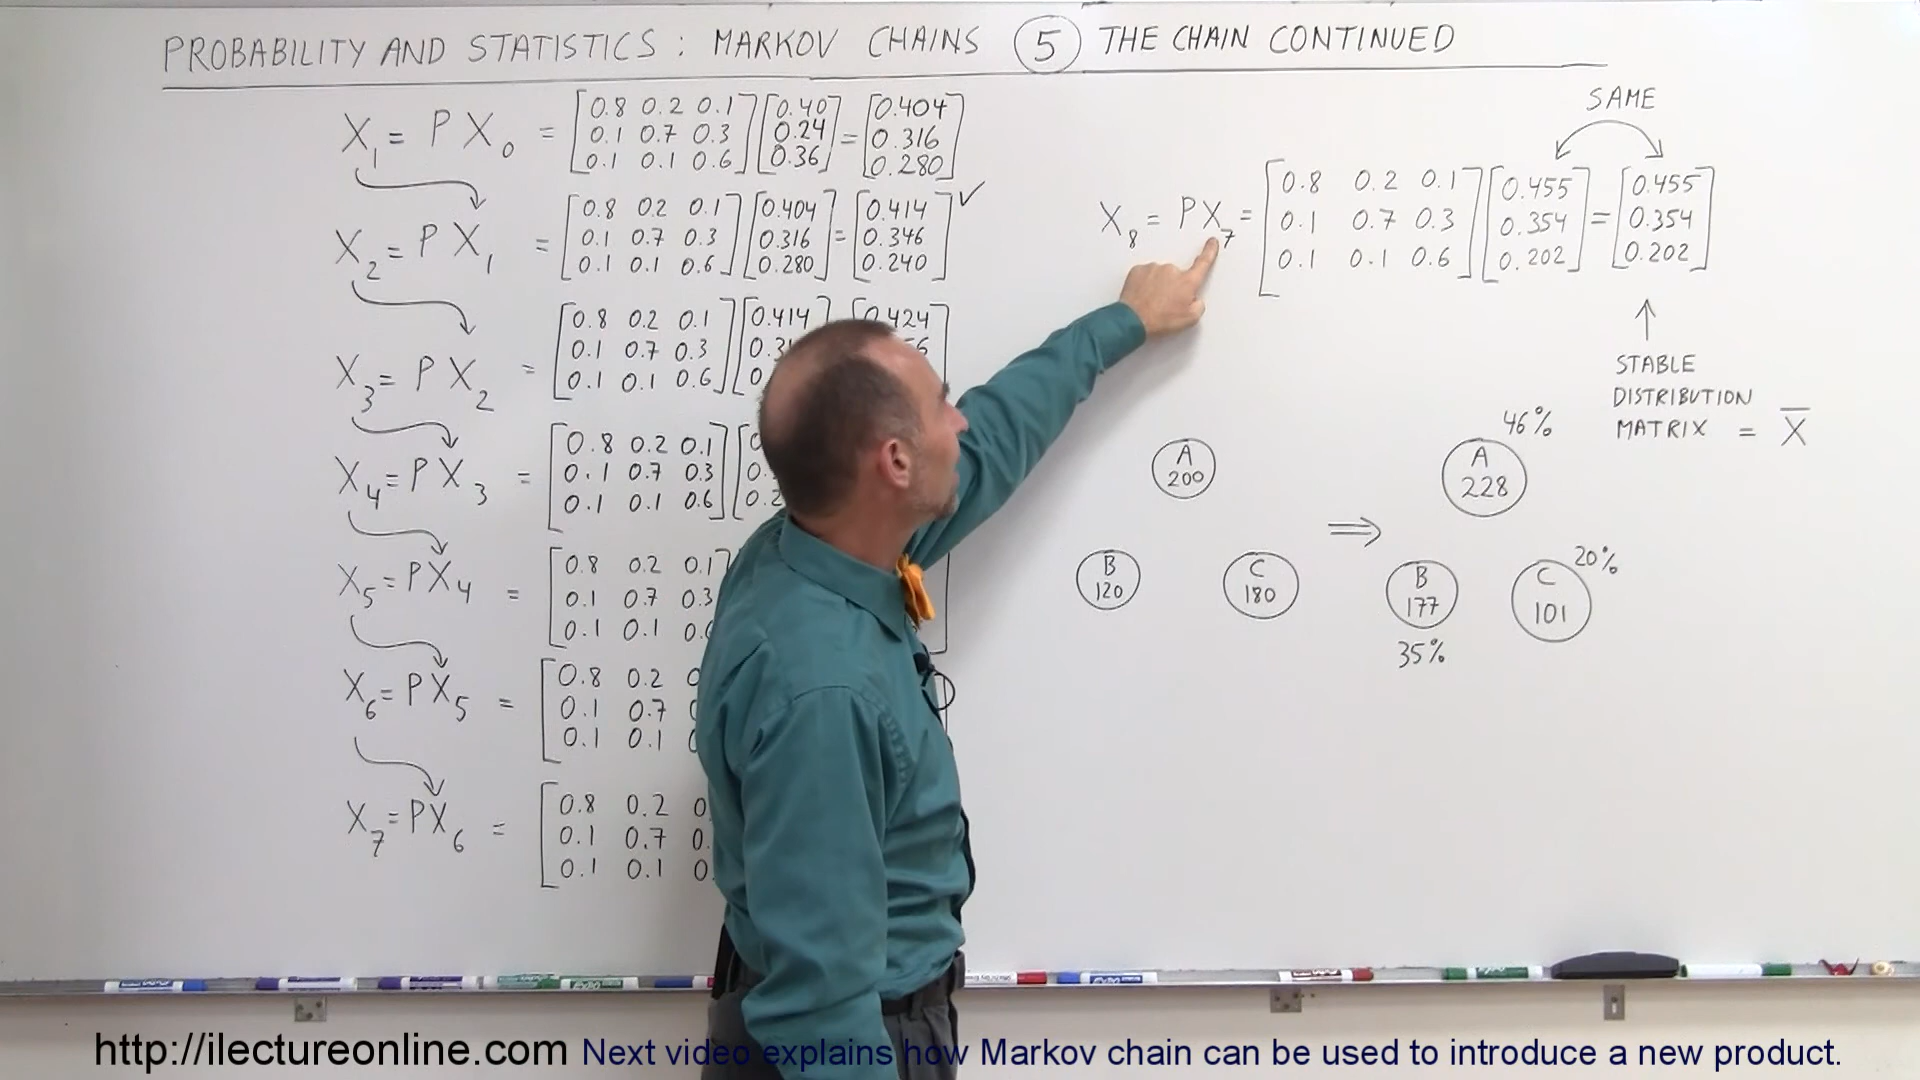 PROBABILITY AND STATISTICS : MARKOV CHAINS 5 THE CHAIN CONTINUED
X₁ = P X₀ = [0.8 0.2 0.1] [0.40] = [0.404]
[0.1 0.7 0.3] [0.24] [0.316]
[0.1 0.1 0.6] [0.36] [0.280]
X₂ = P X₁ = [0.8 0.2 0.1] [0.404] = [0.414] ✓
[0.1 0.7 0.3] [0.316] [0.346]
[0.1 0.1 0.6] [0.280] [0.240]
X₃ = P X₂ = [0.8 0.2 0.1] [0.414] [0.424]
[0.1 0.7 0.3]
[0.1 0.1 0.6]
X₄ = P X₃ = [0.8 0.2 0.1]
[0.1 0.7 0.3]
[0.1 0.1 0.6]
X₅ = PX₄ = [0.8 0.2 0.1]
[0.1 0.7 0.3]
[0.1 0.1
X₆ = PX₅ = [0.8 0.2
[0.1 0.7
[0.1 0.1
X₇ = PX₆ = [0.8 0.2
[0.1 0.7
[0.1 0.1
SAME
X₈ = PX₇ = [0.8 0.2 0.1] [0.455] = [0.455]
[0.1 0.7 0.3] [0.354] [0.354]
[0.1 0.1 0.6] [0.202] [0.202]
↑
STABLE
DISTRIBUTION
MATRIX = X̅
A
200
B
120
C
180
⇒
46%
A
228
B
177
35%
C
101
20%
http://ilectureonline.com Next video explains how Markov chain can be used to introduce a new product.